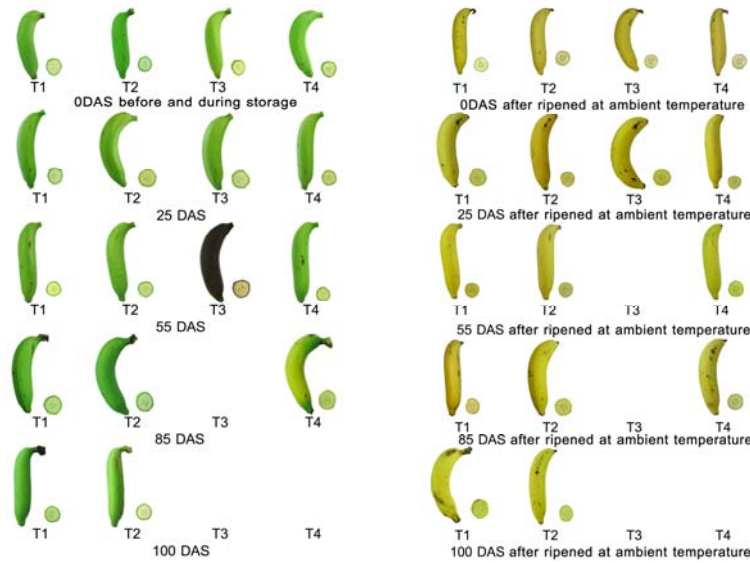 T1 T2 T3 T4
0DAS before and during storage
T1 T2 T3 T4
25 DAS
T1 T2 T3 T4
55 DAS
T1 T2 T3 T4
85 DAS
T1 T2 T3 T4
100 DAS
T1 T2 T3 T4
0DAS after ripened at ambient temperature
T1 T2 T3 T4
25 DAS after ripened at ambient temperature
T1 T2 T3 T4
55 DAS after ripened at ambient temperature
T1 T2 T3 T4
85 DAS after ripened at ambient temperature
T1 T2 T3 T4
100 DAS after ripened at ambient temperature